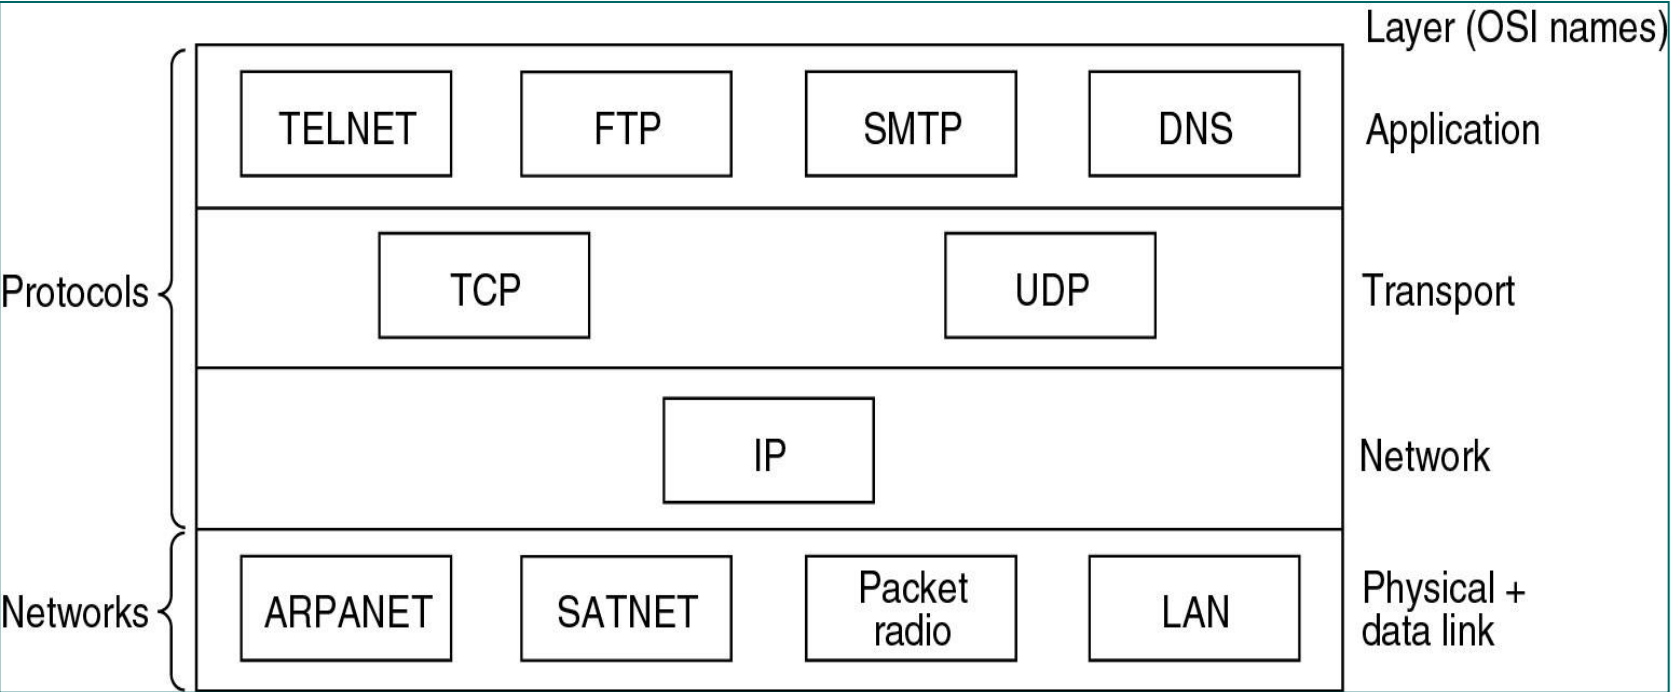 Layer (OSI names)
TELNET FTP SMTP DNS Application
Protocols TCP UDP Transport
IP Network
Networks ARPANET SATNET Packet radio LAN Physical +
data link